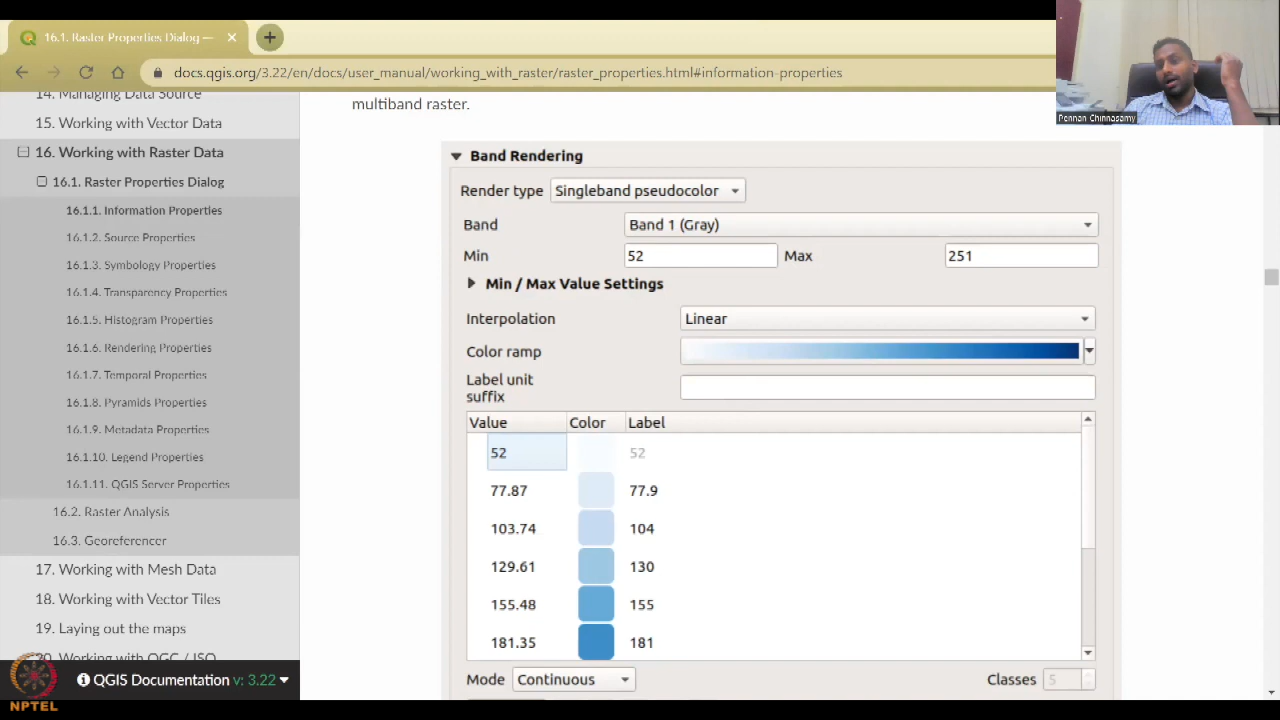 16.1. Raster Properties Dialog —
docs.qgis.org/3.22/en/docs/user_manual/working_with_raster/raster_properties.html#information-properties
Pennan Chinnasamy
14. Managing Data Source
15. Working with Vector Data
16. Working with Raster Data
16.1. Raster Properties Dialog
16.1.1. Information Properties
16.1.2. Source Properties
16.1.3. Symbology Properties
16.1.4. Transparency Properties
16.1.5. Histogram Properties
16.1.6. Rendering Properties
16.1.7. Temporal Properties
16.1.8. Pyramids Properties
16.1.9. Metadata Properties
16.1.10. Legend Properties
16.1.11. QGIS Server Properties
16.2. Raster Analysis
16.3. Georeferencer
17. Working with Mesh Data
18. Working with Vector Tiles
19. Laying out the maps
20. Working with OGC / ISO
QGIS Documentation v: 3.22
NPTEL
multiband raster.
Band Rendering
Render type Singleband pseudocolor
Band Band 1 (Gray)
Min 52 Max 251
Min / Max Value Settings
Interpolation Linear
Color ramp
Label unit
suffix
Value Color Label
52 52
77.87 77.9
103.74 104
129.61 130
155.48 155
181.35 181
Mode Continuous Classes 5